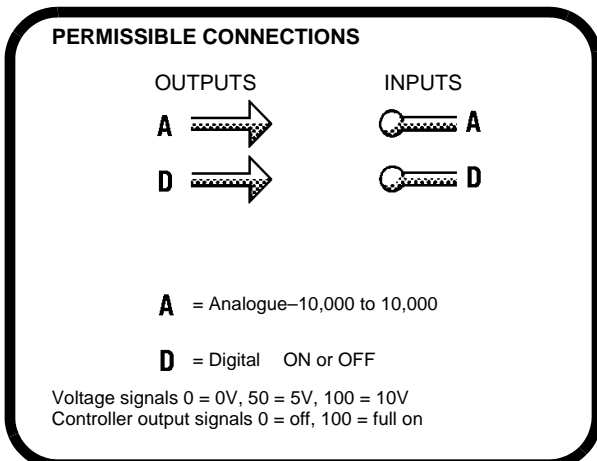 PERMISSIBLE CONNECTIONS
OUTPUTS INPUTS
A A
D D
A = Analogue–10,000 to 10,000
D = Digital ON or OFF
Voltage signals 0 = 0V, 50 = 5V, 100 = 10V
Controller output signals 0 = off, 100 = full on